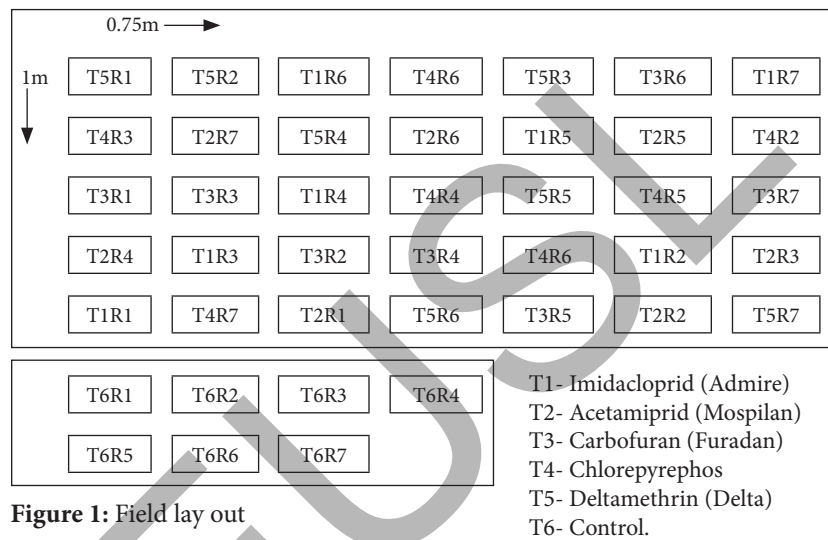 0.75m
1m
T5R1 T5R2 T1R6 T4R6 T5R3 T3R6 T1R7
T4R3 T2R7 T5R4 T2R6 T1R5 T2R5 T4R2
T3R1 T3R3 T1R4 T4R4 T5R5 T4R5 T3R7
T2R4 T1R3 T3R2 T3R4 T4R6 T1R2 T2R3
T1R1 T4R7 T2R1 T5R6 T3R5 T2R2 T5R7
T6R1 T6R2 T6R3 T6R4
T6R5 T6R6 T6R7
T1- Imidacloprid (Admire)
T2- Acetamiprid (Mospilan)
T3- Carbofuran (Furadan)
T4- Chlorepyrephos
T5- Deltamethrin (Delta)
T6- Control.
Figure 1: Field lay out